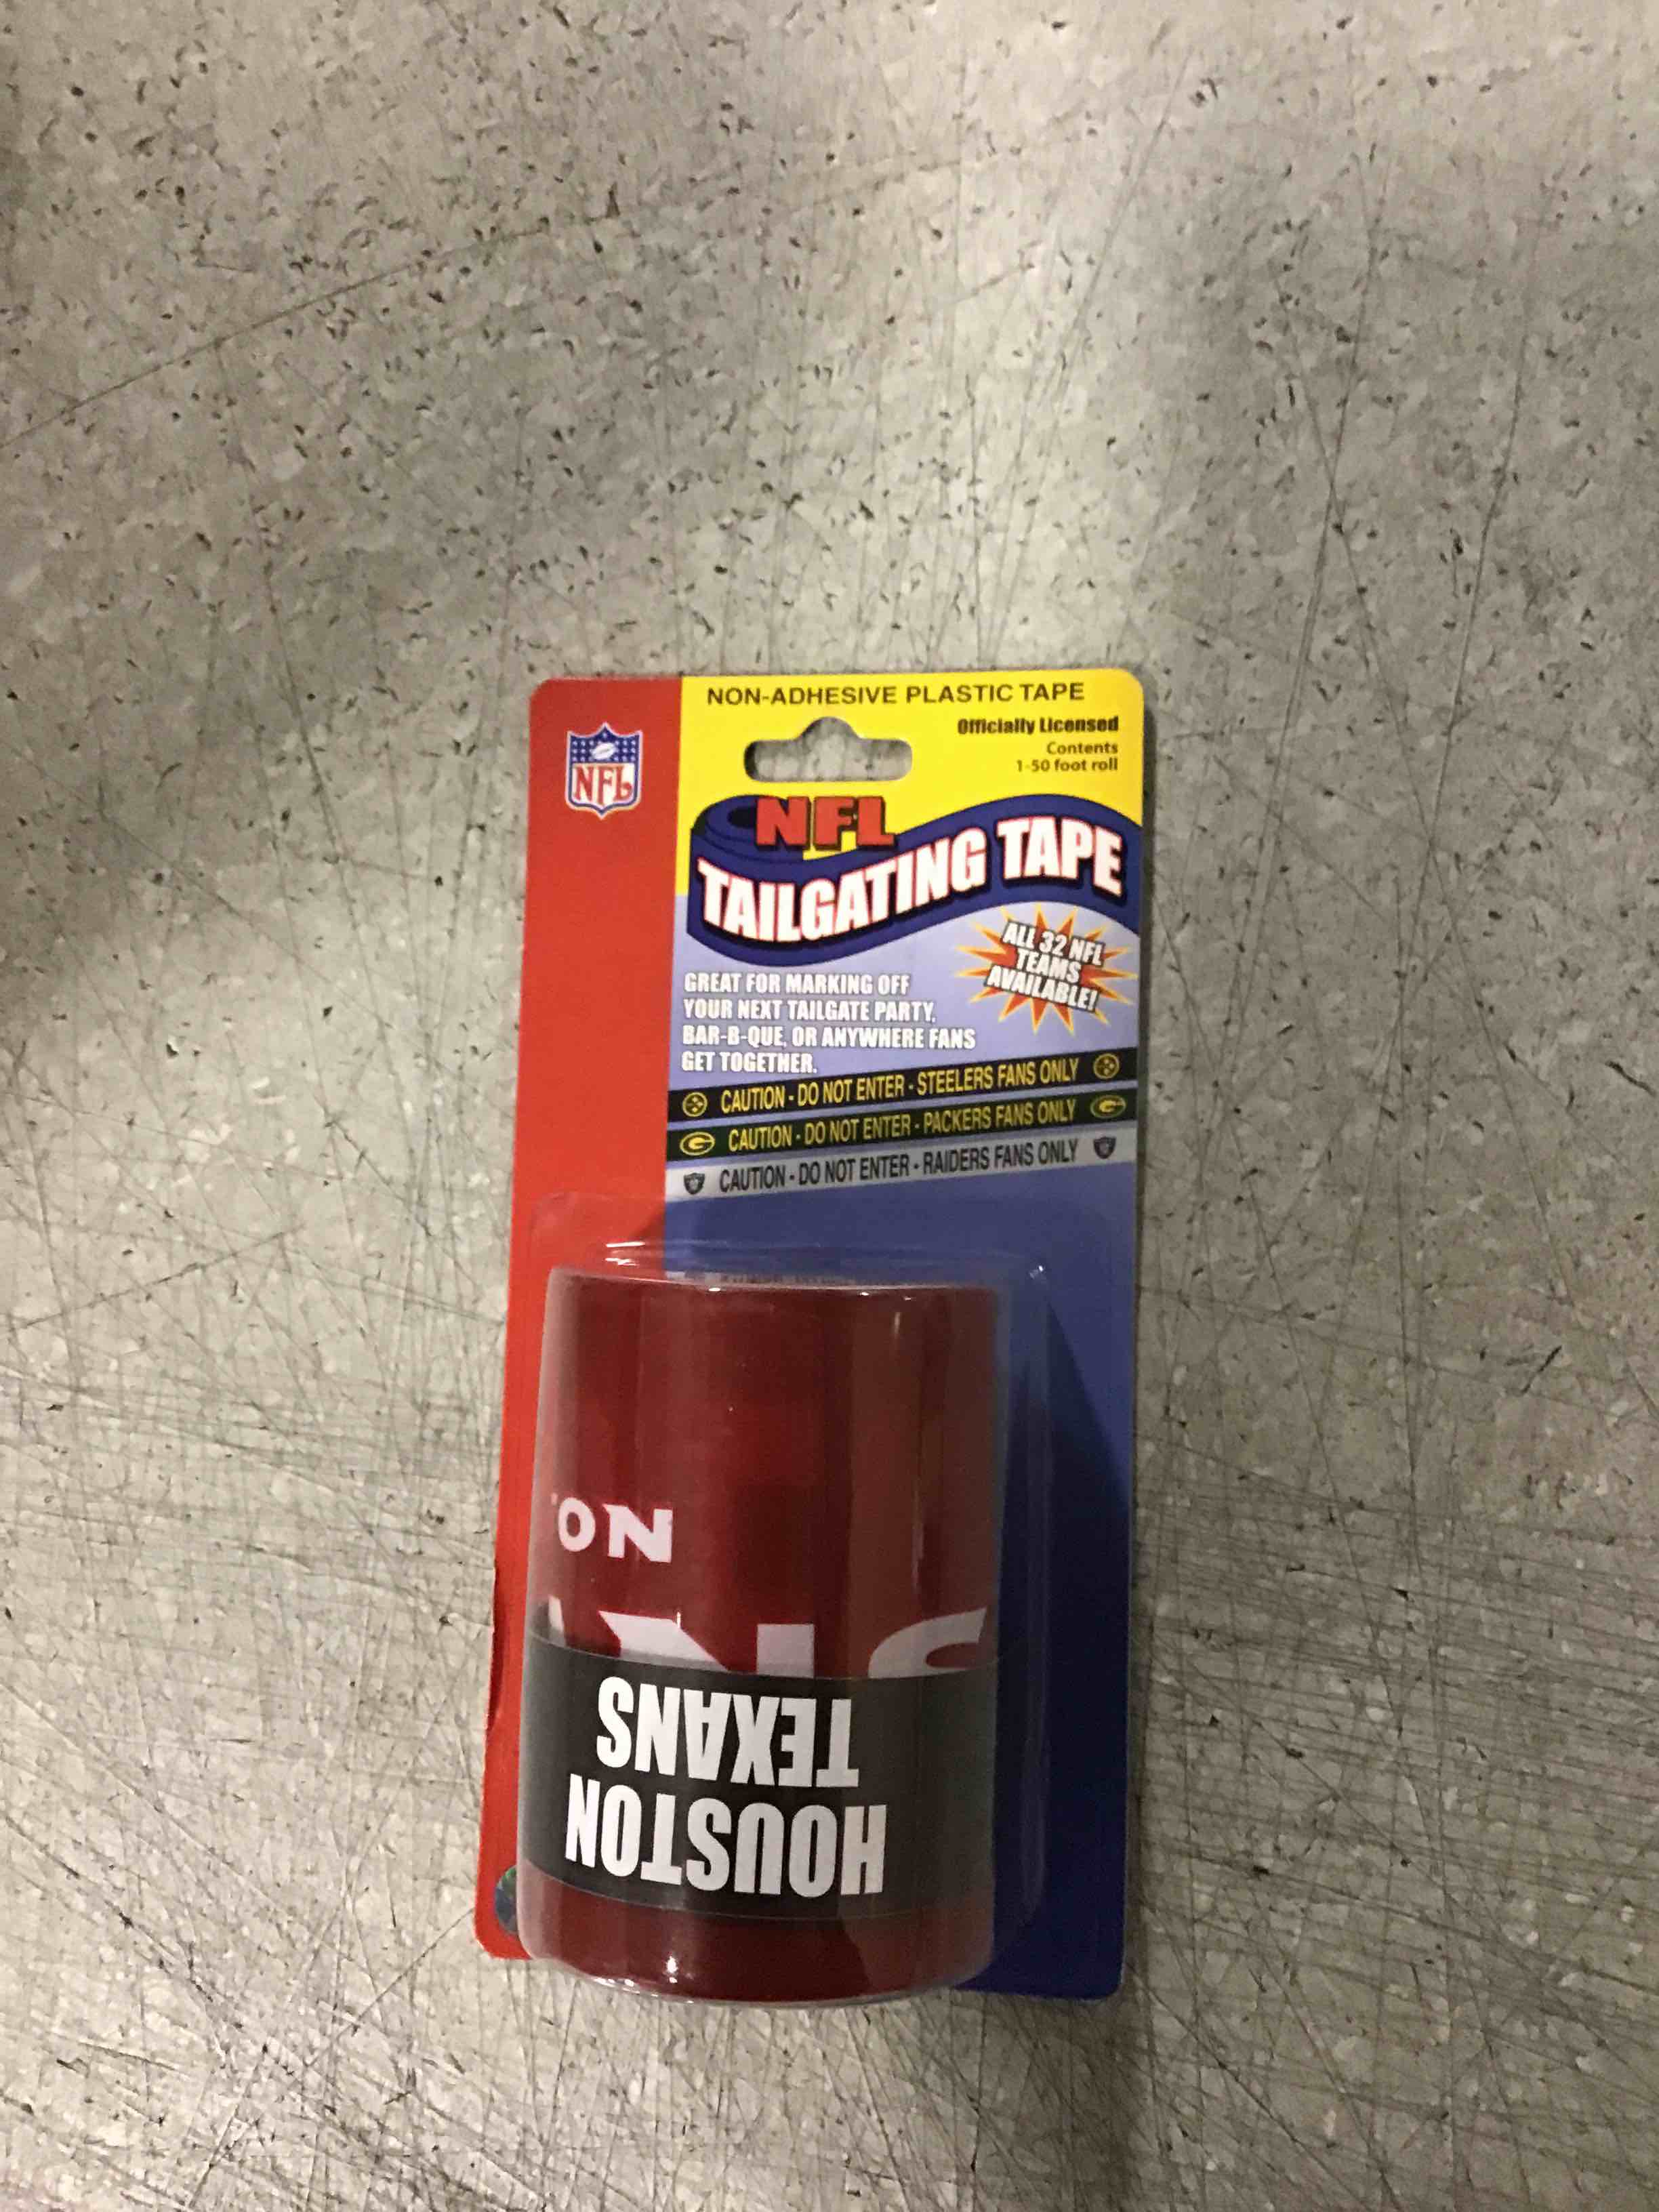 NON-ADHESIVE PLASTIC TAPE
Officially Licensed
Contents
1-50 foot roll
NFL
NFL
TAILGATING TAPE
ALL 32 NFL
TEAMS
AVAILABLE!
GREAT FOR MARKING OFF
YOUR NEXT TAILGATE PARTY,
BAR-B-QUE, OR ANYWHERE FANS
GET TOGETHER.
CAUTION - DO NOT ENTER - STEELERS FANS ONLY
G CAUTION - DO NOT ENTER - PACKERS FANS ONLY G
CAUTION - DO NOT ENTER - RAIDERS FANS ONLY
ON
NS
HOUSTON
TEXANS